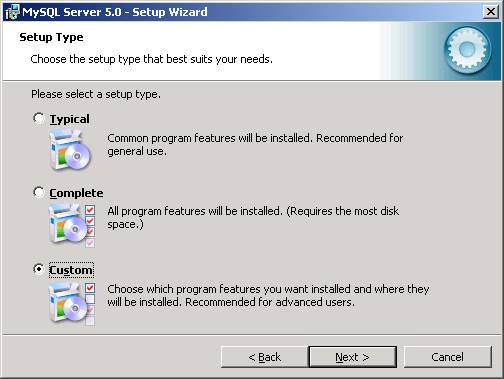 MySQL Server 5.0 - Setup Wizard
Setup Type
Choose the setup type that best suits your needs.
Please select a setup type.
Typical
Common program features will be installed. Recommended for
general use.
Complete
All program features will be installed. (Requires the most disk
space.)
Custom
Choose which program features you want installed and where they
will be installed. Recommended for advanced users.
< Back
Next >
Cancel